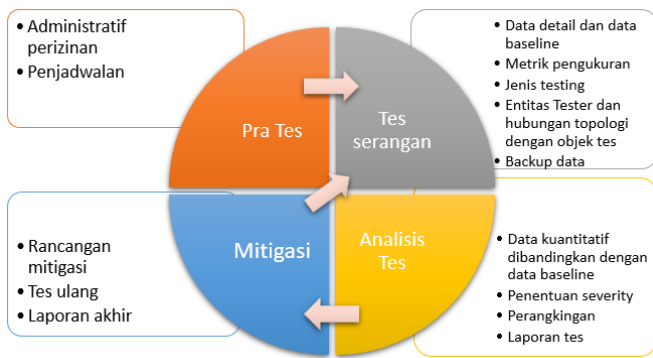 • Administratif
perizinan
• Penjadwalan
Pra Tes
Tes
serangan
• Data detail dan data
baseline
• Metrik pengukuran
• Jenis testing
• Entitas Tester dan
hubungan topologi
dengan objek tes
• Backup data
• Rancangan
mitigasi
• Tes ulang
• Laporan akhir
Mitigasi
Analisis
Tes
• Data kuantitatif
dibandingkan dengan
data baseline
• Penentuan severity
• Perangkingan
• Laporan tes